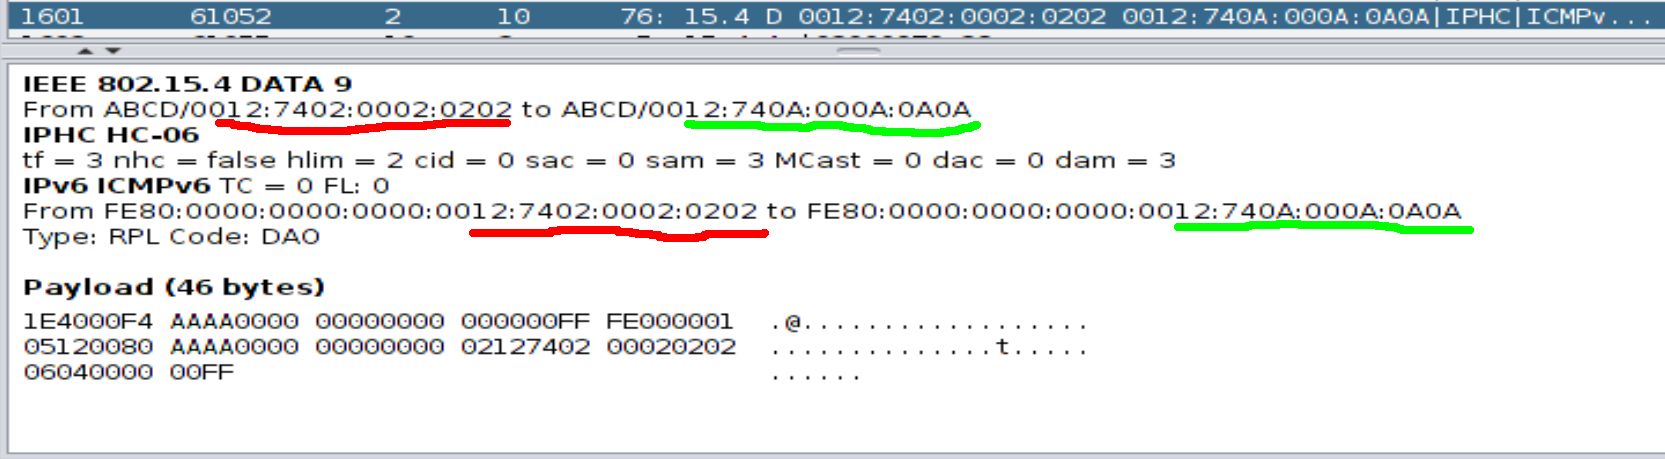 1601 61052 2 10 76: 15.4 D 0012:7402:0002:0202 0012:740A:000A:0A0A|IPHC|ICMPv...
IEEE 802.15.4 DATA 9
From ABCD/0012:7402:0002:0202 to ABCD/0012:740A:000A:0A0A
IPHC HC-06
tf = 3 nhc = false hlim = 2 cid = 0 sac = 0 sam = 3 MCast = 0 dac = 0 dam = 3
IPv6 ICMPv6 TC = 0 FL: 0
From FE80:0000:0000:0000:0012:7402:0002:0202 to FE80:0000:0000:0000:0012:740A:000A:0A0A
Type: RPL Code: DAO
Payload (46 bytes)
1E4000F4 AAAA0000 00000000 000000FF FE000001 .@..................
05120080 AAAA0000 00000000 02127402 00020202 ..............t.....
06040000 00FF ......